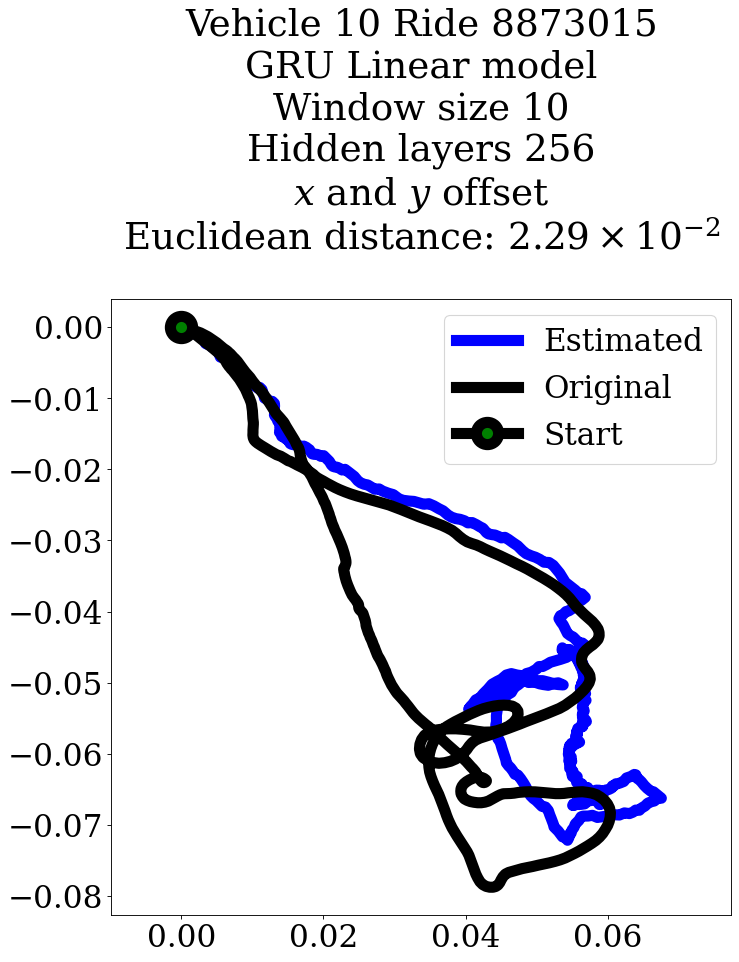 Vehicle 10 Ride 8873015
GRU Linear model
Window size 10
Hidden layers 256
x and y offset
Euclidean distance: 2.29 × 10⁻²
Estimated
Original
Start
0.00
−0.01
−0.02
−0.03
−0.04
−0.05
−0.06
−0.07
−0.08
0.00 0.02 0.04 0.06